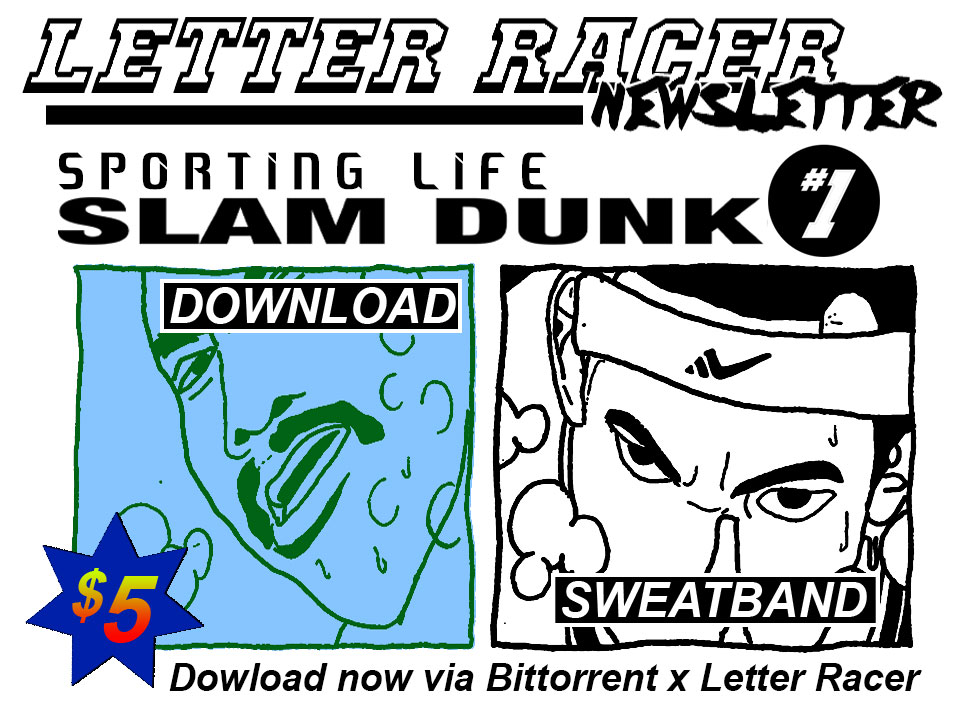 LETTER RACER
NEWSLETTER
SPORTING LIFE
SLAM DUNK #1
DOWNLOAD
SWEATBAND
$5
Dowload now via Bittorrent x Letter Racer